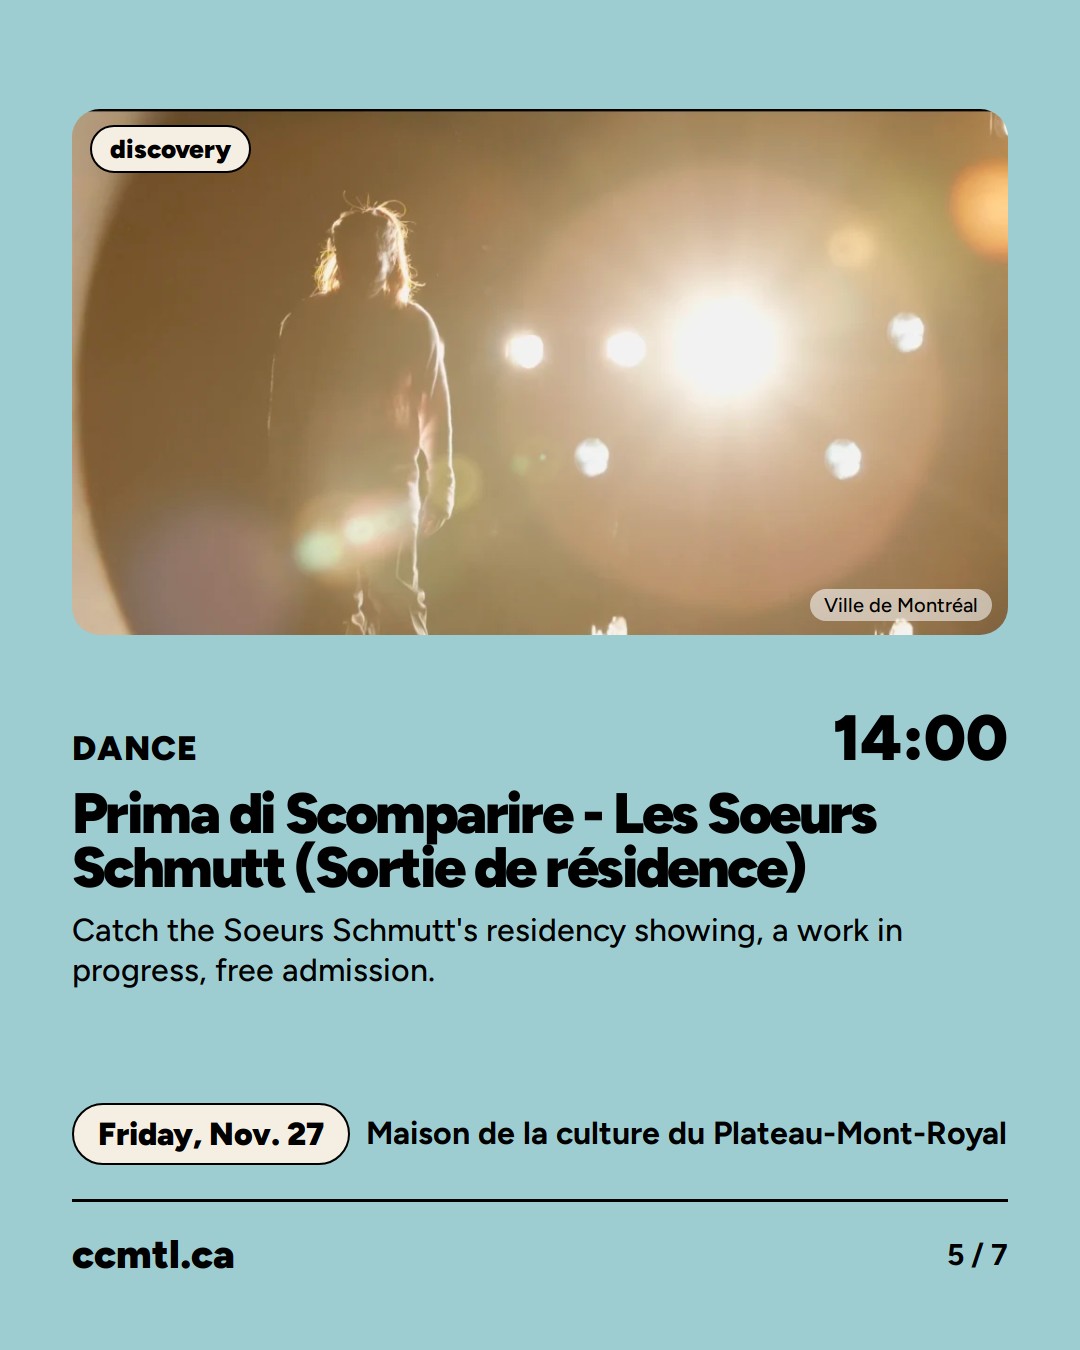 discovery
Ville de Montréal
DANCE
14:00
Prima di Scomparire - Les Soeurs
Schmutt (Sortie de résidence)
Catch the Soeurs Schmutt's residency showing, a work in
progress, free admission.
Friday, Nov. 27
Maison de la culture du Plateau-Mont-Royal
ccmtl.ca
5 / 7